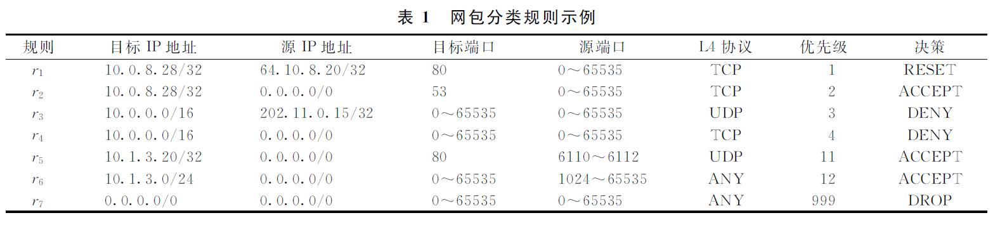 表 1 网包分类规则示例
规则 目标 IP 地址 源 IP 地址 目标端口 源端口 L4 协议 优先级 决策
r1 10.0.8.28/32 64.10.8.20/32 80 0～65535 TCP 1 RESET
r2 10.0.8.28/32 0.0.0.0/0 53 0～65535 TCP 2 ACCEPT
r3 10.0.0.0/16 202.11.0.15/32 0～65535 0～65535 UDP 3 DENY
r4 10.0.0.0/16 0.0.0.0/0 0～65535 0～65535 TCP 4 DENY
r5 10.1.3.20/32 0.0.0.0/0 80 6110～6112 UDP 11 ACCEPT
r6 10.1.3.0/24 0.0.0.0/0 0～65535 1024～65535 ANY 12 ACCEPT
r7 0.0.0.0/0 0.0.0.0/0 0～65535 0～65535 ANY 999 DROP